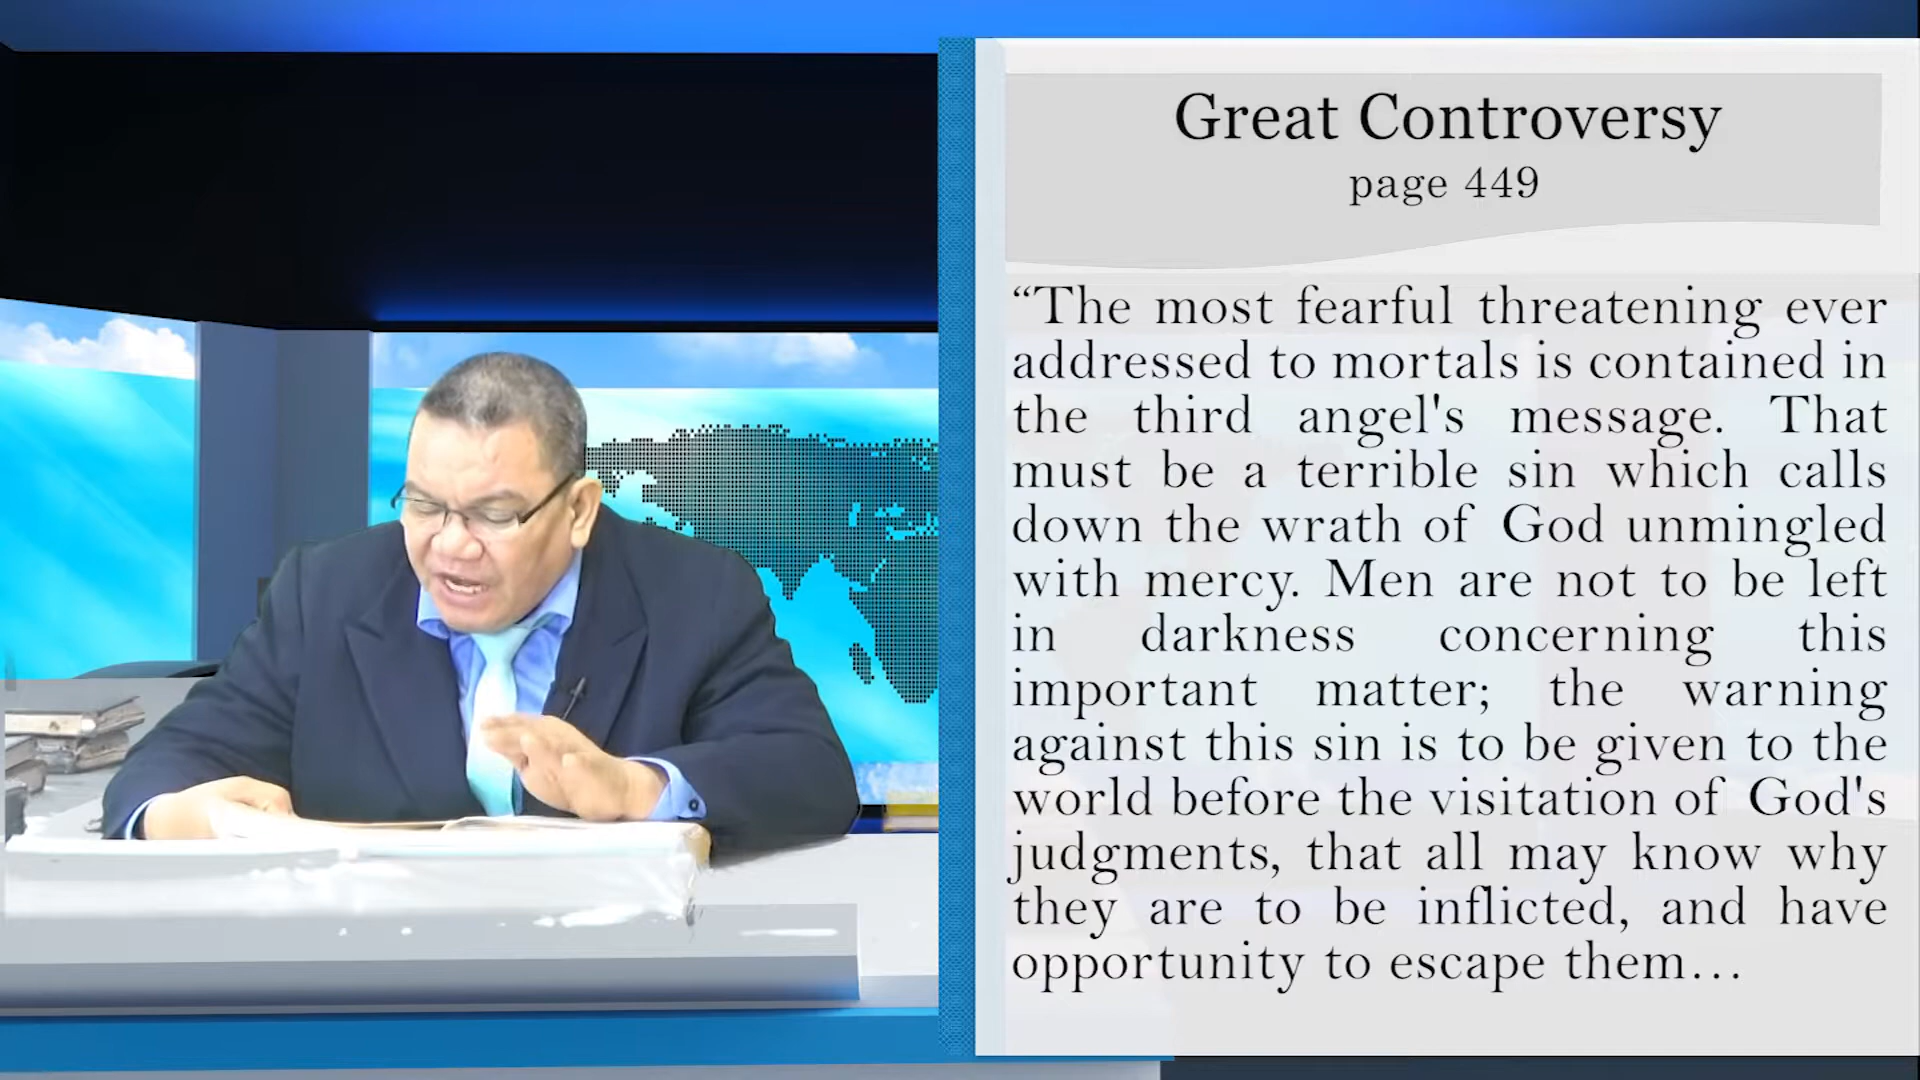 Great Controversy
page 449
“The most fearful threatening ever
addressed to mortals is contained in
the third angel's message. That
must be a terrible sin which calls
down the wrath of God unmingled
with mercy. Men are not to be left
in darkness concerning this
important matter; the warning
against this sin is to be given to the
world before the visitation of God's
judgments, that all may know why
they are to be inflicted, and have
opportunity to escape them…